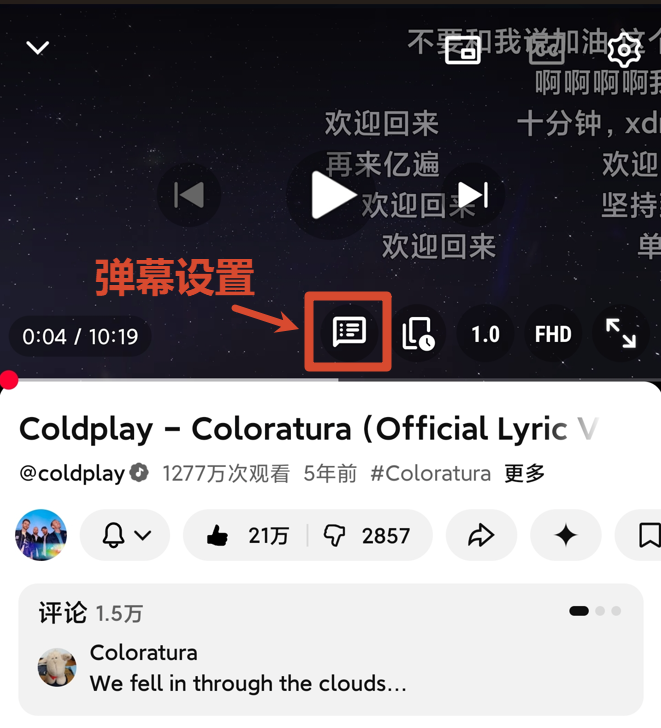 不要和我说加油 这个
啊啊啊啊我
欢迎回来
十分钟，xdm
再来亿遍
欢迎
欢迎回来
坚持
欢迎回来
单
弹幕设置
0:04 / 10:19
1.0
FHD
Coldplay – Coloratura (Official Lyric V
@coldplay 1277万次观看 5年前 #Coloratura 更多
21万
2857
评论 1.5万
Coloratura
We fell in through the clouds...